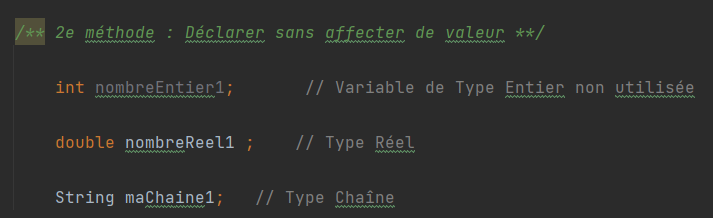 /** 2e méthode : Déclarer sans affecter de valeur **/
int nombreEntier1; // Variable de Type Entier non utilisée
double nombreReel1 ; // Type Réel
String maChaine1; // Type Chaîne